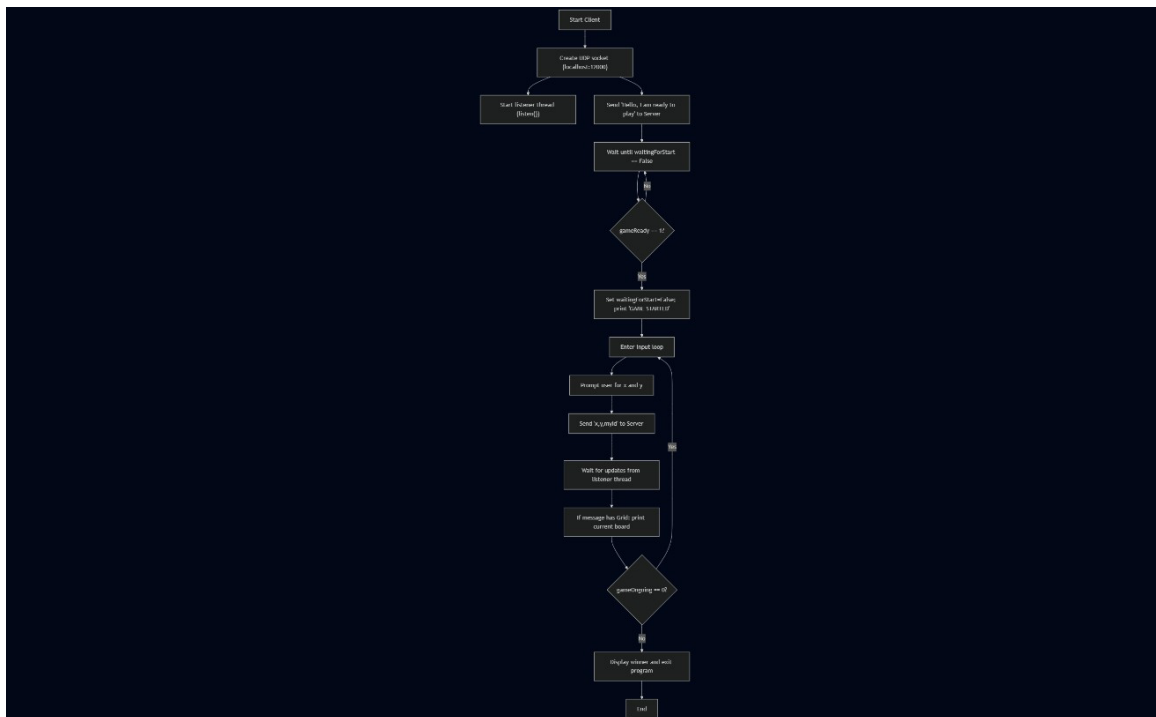 Start Client
Create UDP socket
(localhost:12000)
Start listener thread
(listen())
Send 'Hello, I am ready to
play' to Server
Wait until waitingForStart
== False
No
gameReady == 1?
Yes
Set waitingForStart=False;
print 'GAME STARTED'
Enter input loop
Prompt user for x and y
Send 'x,y,myId' to Server
Yes
Wait for updates from
listener thread
If message has Grid: print
current board
gameOngoing == 0?
No
Display winner and exit
program
End